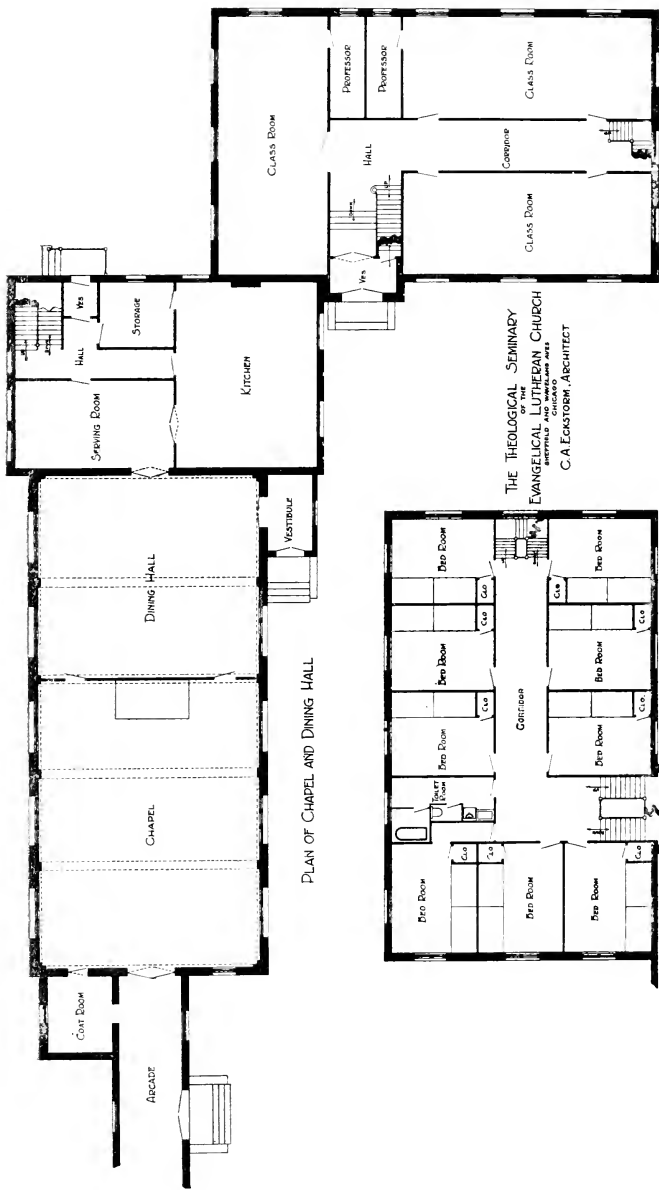 CLASS ROOM
PROFESSOR
PROFESSOR
CLASS ROOM
HALL
CORRIDOR
CLASS ROOM
VES
UP
DOWN
VES
STORAGE
HALL
SERVING ROOM
KITCHEN
DINING HALL
VESTIBULE
CHAPEL
COAT ROOM
ARCADE
PLAN OF CHAPEL AND DINING HALL
THE THEOLOGICAL SEMINARY
OF THE
EVANGELICAL LUTHERAN CHURCH
SHEFFIELD AND WAVELAND AVES
CHICAGO
C. A. ECKSTORM, ARCHITECT
BED ROOM
BED ROOM
CLO
CLO
BED ROOM
CLO
CLO
BED ROOM
BED ROOM
CLO
CORRIDOR
CLO
BED ROOM
TOILET
ROOM
CLO
CLO
CLO
BED ROOM
BED ROOM
BED ROOM